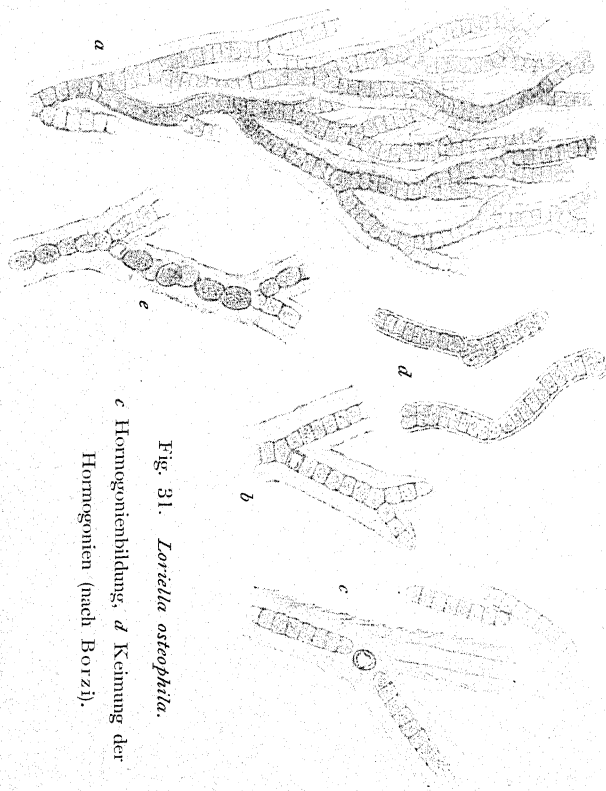 a
e
d
b
c
Fig. 31. Loriella osteophila.
c Hormogonienbildung, d Keimung der
Hormogonien (nach Borzi).